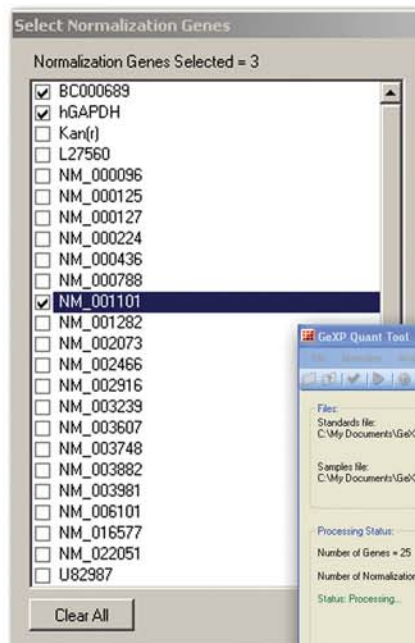 Select Normalization Genes
Normalization Genes Selected = 3
BC000689
hGAPDH
Kan(r)
L27560
NM_000096
NM_000125
NM_000127
NM_000224
NM_000436
NM_000788
NM_001101
NM_001282
NM_002073
NM_002466
NM_002916
NM_003239
NM_003607
NM_003748
NM_003882
NM_003981
NM_006101
NM_016577
NM_022051
U82987
Clear All
GeXP Quant Tool
Files:
Standards file:
C:\My Documents\GeX
Samples file:
C:\My Documents\GeX
Processing Status:
Number of Genes = 25
Number of Normalization
Status: Processing...